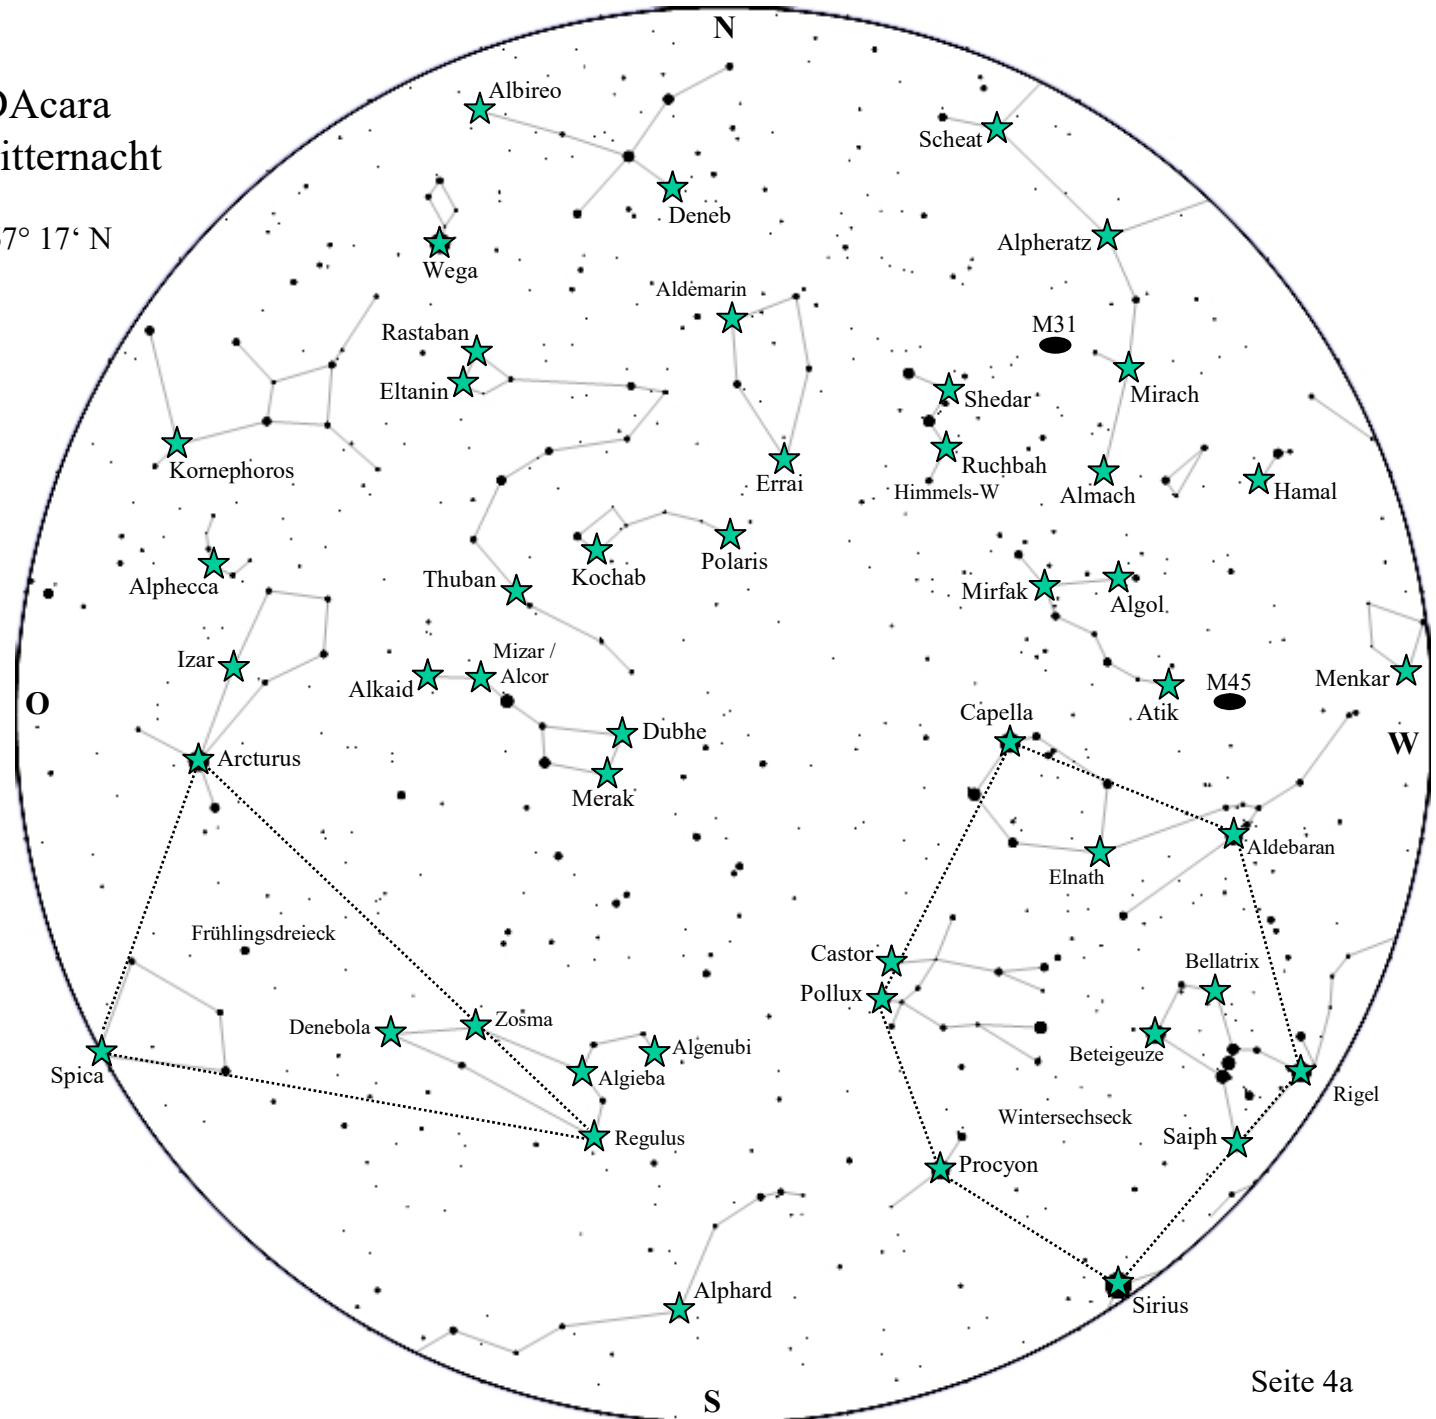 N
Albireo
DAcara
Scheat
itternacht
Deneb
7° 17‘ N
Alpheratz
Wega
Aldemarin
M31
Rastaban
Eltanin
Shedar
Mirach
Kornephoros
Ruchbah
Errai
Himmels-W
Almach
Hamal
Polaris
Kochab
Thuban
Alphecca
Mirfak
Algol
Izar
Mizar /
Alcor
Alkaid
Menkar
M45
O
Atik
Capella
Dubhe
W
Arcturus
Merak
Aldebaran
Elnath
Frühlingsdreieck
Castor
Bellatrix
Pollux
Zosma
Denebola
Algenubi
Beteigeuze
Spica
Algieba
Rigel
Wintersechseck
Regulus
Saiph
Procyon
Alphard
Sirius
Seite 4a
S